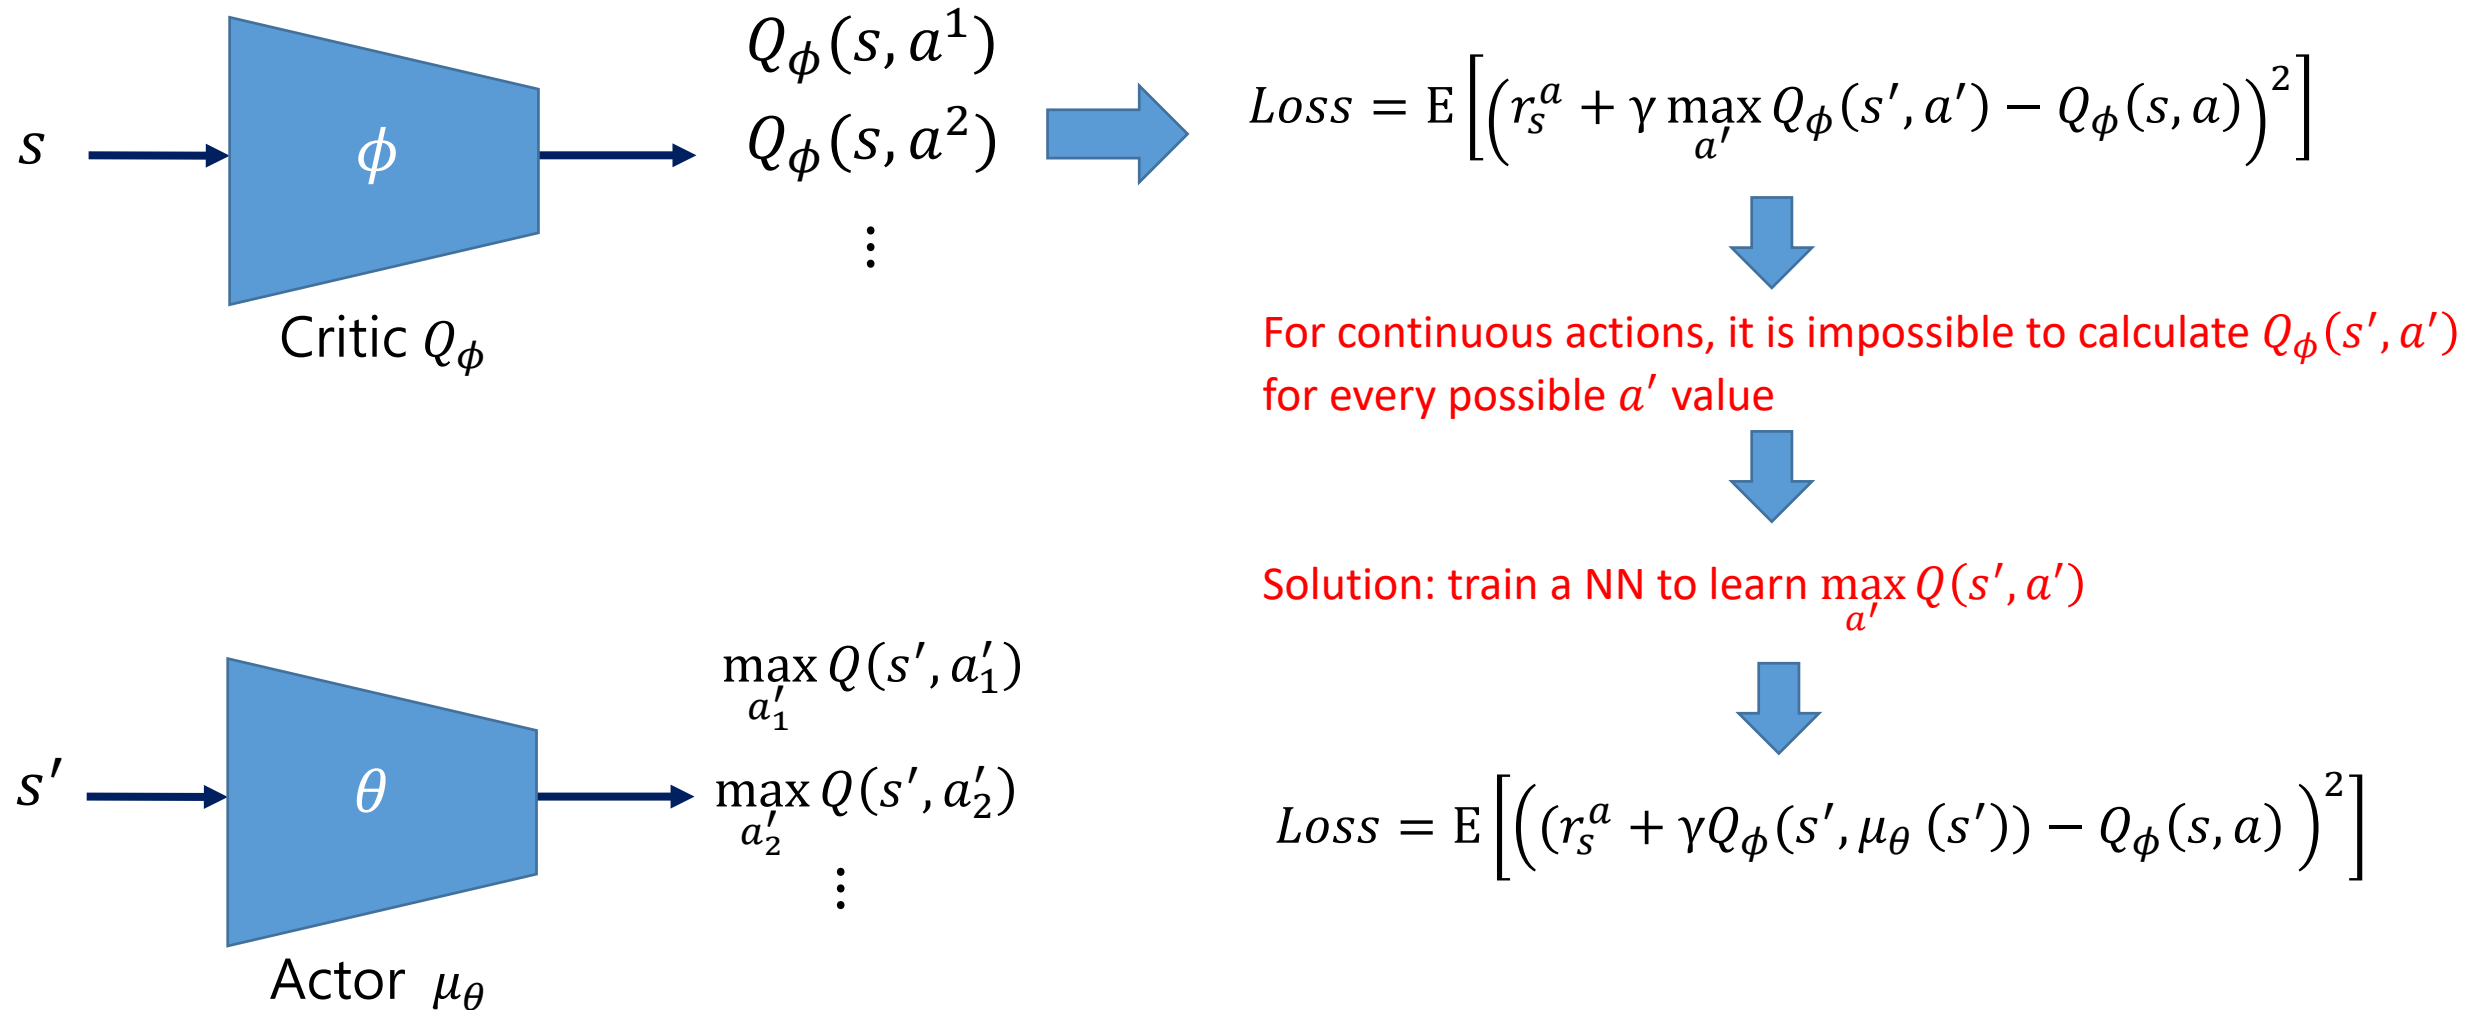 s
ϕ
Critic Q_ϕ
Q_ϕ(s, a^1)
Q_ϕ(s, a^2)
⋮
Loss = E[(r_s^a + γ max_{a′} Q_ϕ(s′, a′) − Q_ϕ(s, a))^2]
For continuous actions, it is impossible to calculate Q_ϕ(s′, a′)
for every possible a′ value
Solution: train a NN to learn max_{a′} Q(s′, a′)
s′
θ
Actor μ_θ
max_{a′_1} Q(s′, a′_1)
max_{a′_2} Q(s′, a′_2)
⋮
Loss = E[((r_s^a + γQ_ϕ(s′, μ_θ (s′)) − Q_ϕ(s, a) )^2]